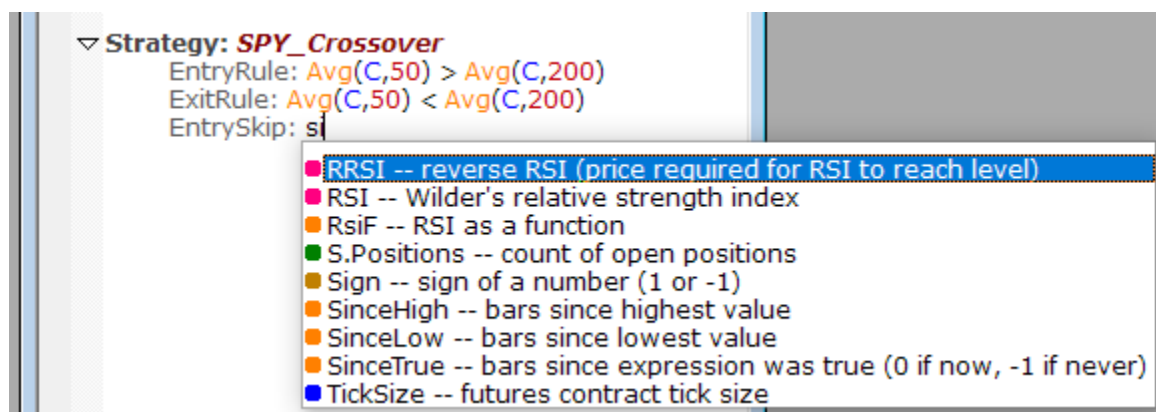 Strategy: SPY_Crossover
EntryRule: Avg(C,50) > Avg(C,200)
ExitRule: Avg(C,50) < Avg(C,200)
EntrySkip: si
RRSI -- reverse RSI (price required for RSI to reach level)
RSI -- Wilder's relative strength index
RsiF -- RSI as a function
S.Positions -- count of open positions
Sign -- sign of a number (1 or -1)
SinceHigh -- bars since highest value
SinceLow -- bars since lowest value
SinceTrue -- bars since expression was true (0 if now, -1 if never)
TickSize -- futures contract tick size